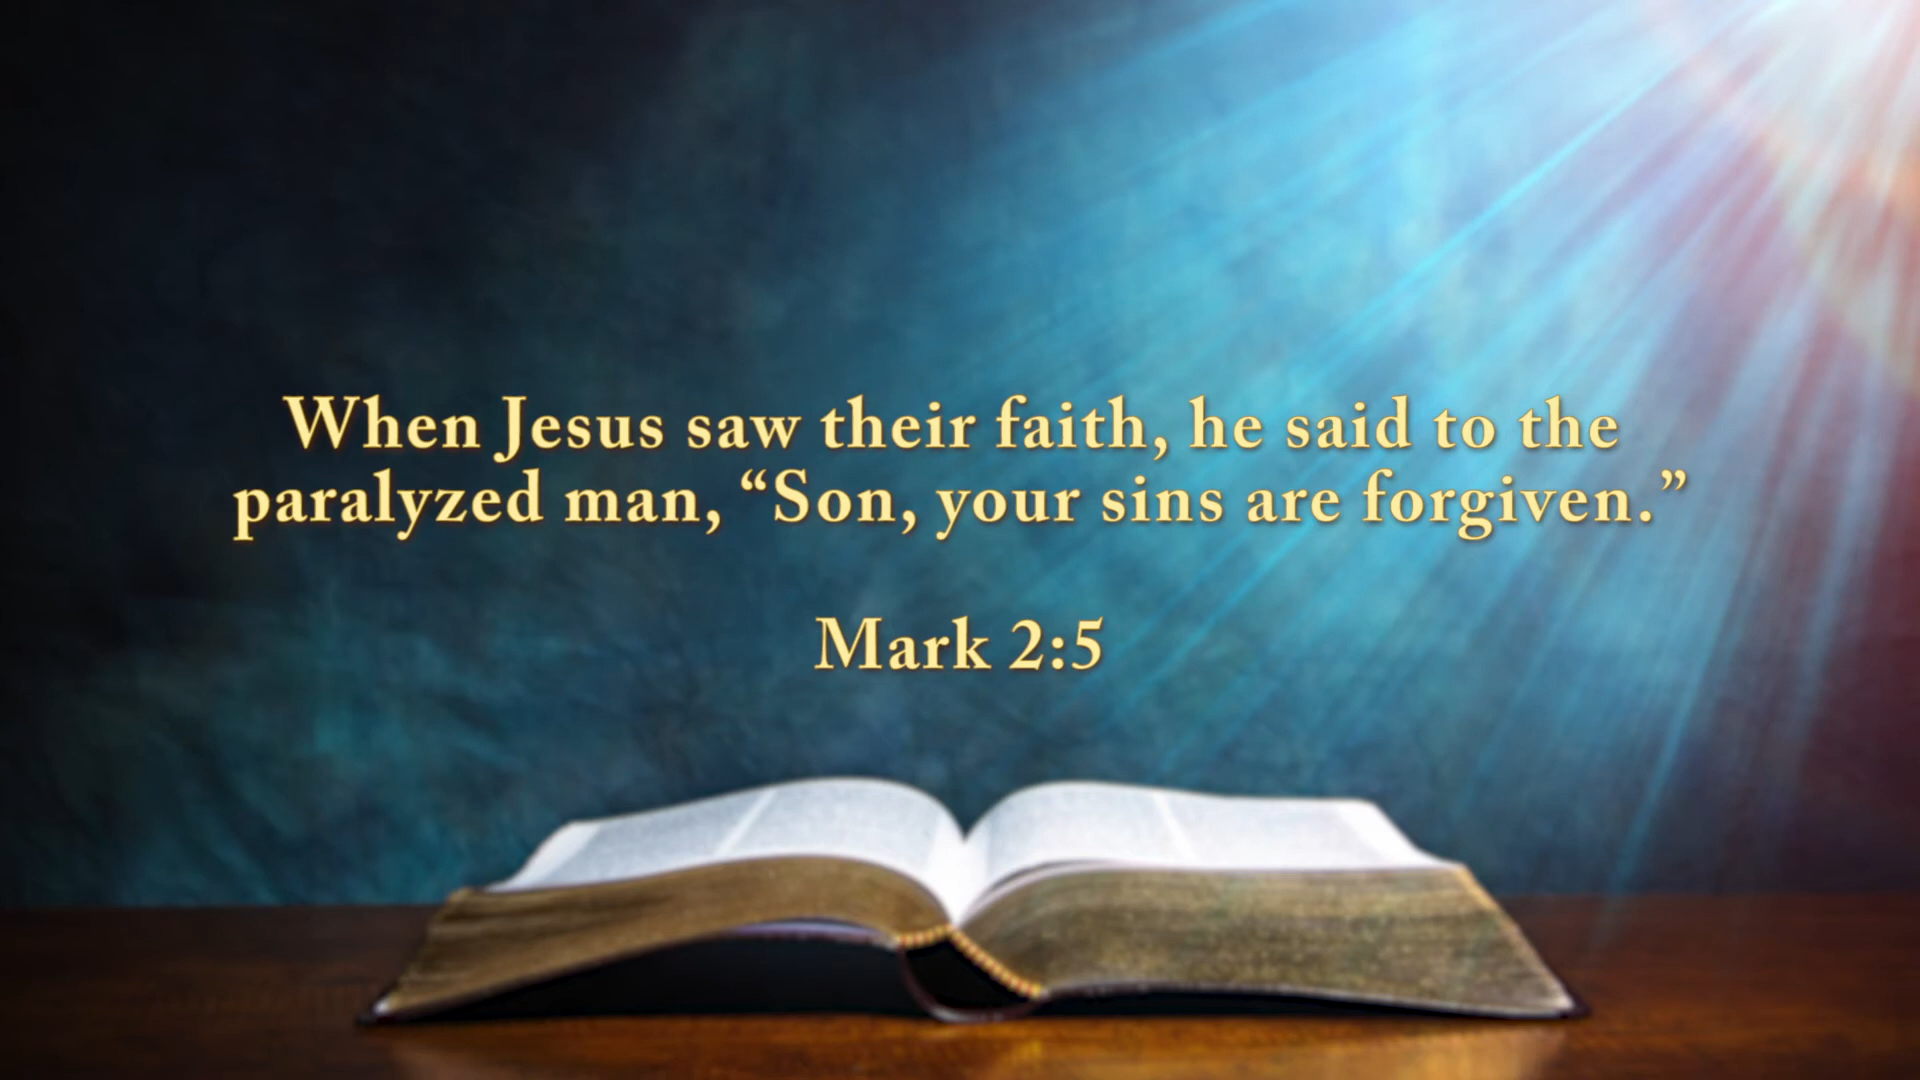 When Jesus saw their faith, he said to the
paralyzed man, “Son, your sins are forgiven.”
Mark 2:5